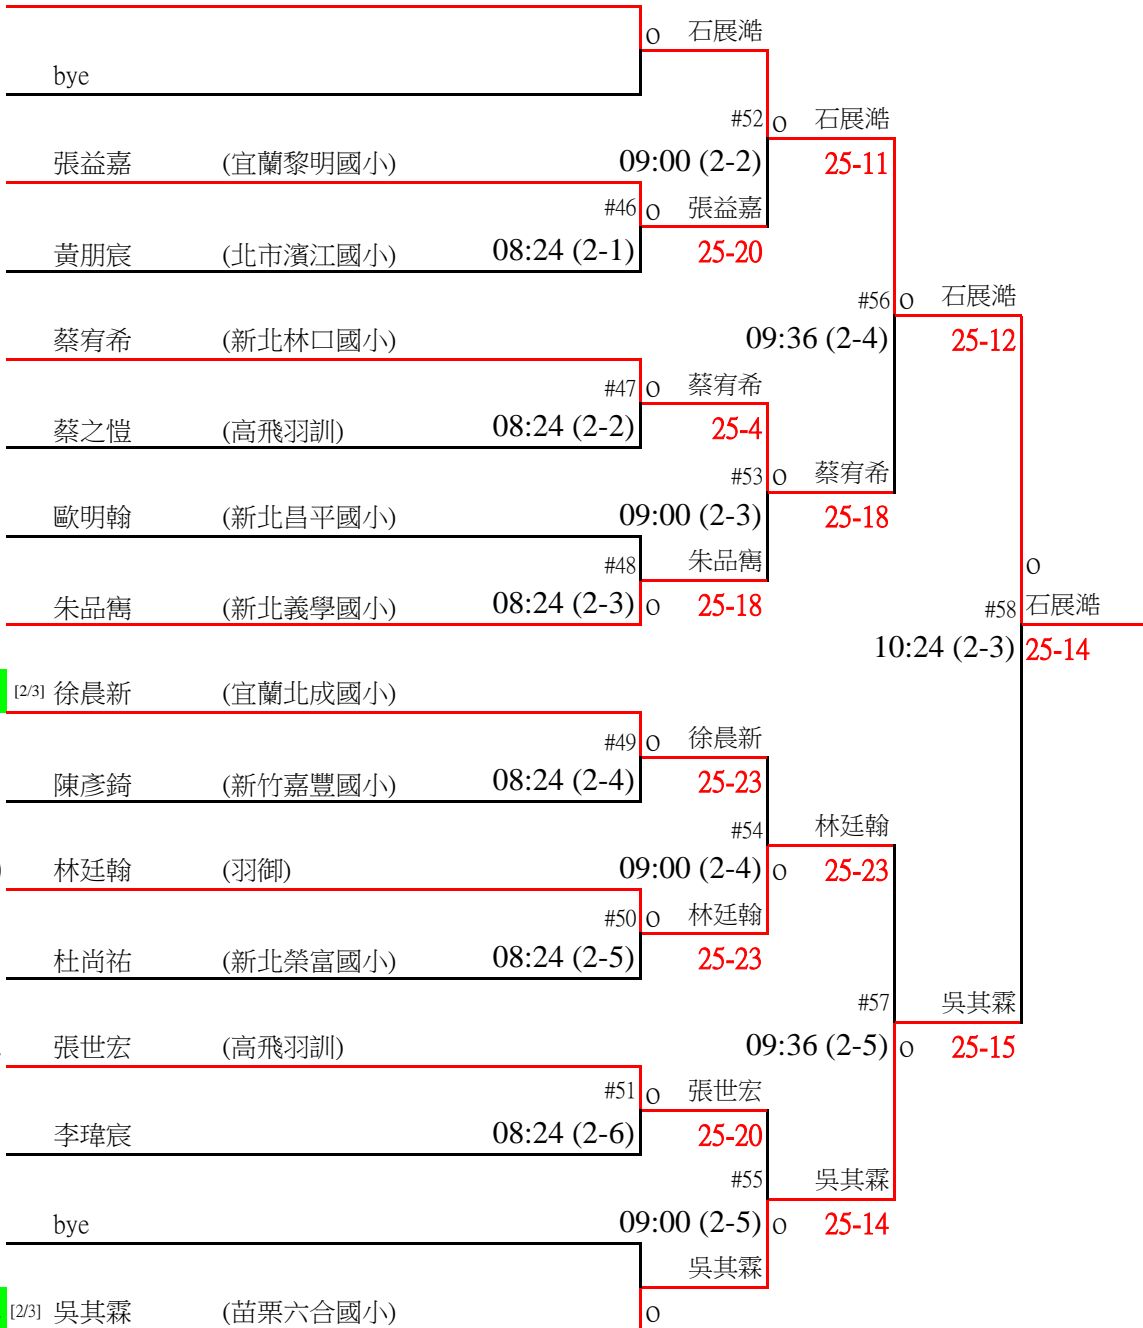 O 石展澔
bye
#52 O 石展澔
張益嘉 (宜蘭黎明國小) 09:00 (2-2) 25-11
#46 O 張益嘉
黃朋宸 (北市濱江國小) 08:24 (2-1) 25-20
#56 O 石展澔
蔡宥希 (新北林口國小) 09:36 (2-4) 25-12
#47 O 蔡宥希
蔡之愷 (高飛羽訓) 08:24 (2-2) 25-4
#53 O 蔡宥希
歐明翰 (新北昌平國小) 09:00 (2-3) 25-18
#48 朱品雋 O
朱品雋 (新北義學國小) 08:24 (2-3) O 25-18 #58 石展澔
10:24 (2-3) 25-14
[2/3] 徐晨新 (宜蘭北成國小)
#49 O 徐晨新
陳彥錡 (新竹嘉豐國小) 08:24 (2-4) 25-23
#54 林廷翰
林廷翰 (羽御) 09:00 (2-4) O 25-23
#50 O 林廷翰
杜尚祐 (新北榮富國小) 08:24 (2-5) 25-23
#57 吳其霖
張世宏 (高飛羽訓) 09:36 (2-5) O 25-15
#51 O 張世宏
李瑋宸 08:24 (2-6) 25-20
#55 吳其霖
bye 09:00 (2-5) O 25-14
吳其霖
[2/3] 吳其霖 (苗栗六合國小) O